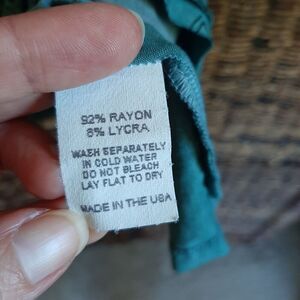 92% RAYON
8% LYCRA
WASH SEPARATELY
IN COLD WATER
DO NOT BLEACH
LAY FLAT TO DRY
MADE IN THE USA